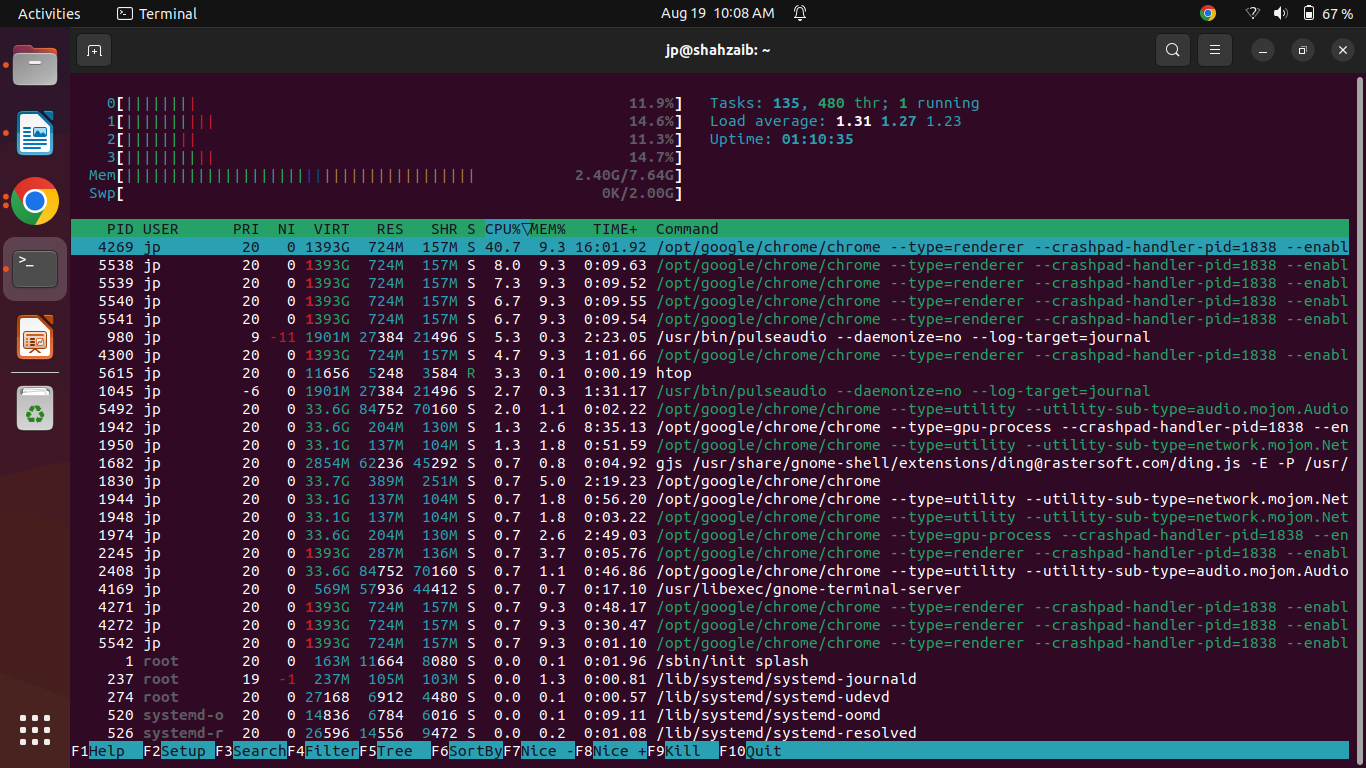 Activities Terminal Aug 19 10:08 AM 67 %
jp@shahzaib: ~
0[|||||||| 11.9%] Tasks: 135, 480 thr; 1 running
1[|||||||||| 14.6%] Load average: 1.31 1.27 1.23
2[|||||||| 11.3%] Uptime: 01:10:35
3[|||||||||| 14.7%]
Mem[||||||||||||||||||||||||||||||||||||||| 2.40G/7.64G]
Swp[ 0K/2.00G]
PID USER PRI NI VIRT RES SHR S CPU%▽MEM% TIME+ Command
4269 jp 20 0 1393G 724M 157M S 40.7 9.3 16:01.92 /opt/google/chrome/chrome --type=renderer --crashpad-handler-pid=1838 --enabl
5538 jp 20 0 1393G 724M 157M S 8.0 9.3 0:09.63 /opt/google/chrome/chrome --type=renderer --crashpad-handler-pid=1838 --enabl
5539 jp 20 0 1393G 724M 157M S 7.3 9.3 0:09.52 /opt/google/chrome/chrome --type=renderer --crashpad-handler-pid=1838 --enabl
5540 jp 20 0 1393G 724M 157M S 6.7 9.3 0:09.55 /opt/google/chrome/chrome --type=renderer --crashpad-handler-pid=1838 --enabl
5541 jp 20 0 1393G 724M 157M S 6.7 9.3 0:09.54 /opt/google/chrome/chrome --type=renderer --crashpad-handler-pid=1838 --enabl
980 jp 9 -11 1901M 27384 21496 S 5.3 0.3 2:23.05 /usr/bin/pulseaudio --daemonize=no --log-target=journal
4300 jp 20 0 1393G 724M 157M S 4.7 9.3 1:01.66 /opt/google/chrome/chrome --type=renderer --crashpad-handler-pid=1838 --enabl
5615 jp 20 0 11656 5248 3584 R 3.3 0.1 0:00.19 htop
1045 jp -6 0 1901M 27384 21496 S 2.7 0.3 1:31.17 /usr/bin/pulseaudio --daemonize=no --log-target=journal
5492 jp 20 0 33.6G 84752 70160 S 2.0 1.1 0:02.22 /opt/google/chrome/chrome --type=utility --utility-sub-type=audio.mojom.Audio
1942 jp 20 0 33.6G 204M 130M S 1.3 2.6 8:35.13 /opt/google/chrome/chrome --type=gpu-process --crashpad-handler-pid=1838 --en
1950 jp 20 0 33.1G 137M 104M S 1.3 1.8 0:51.59 /opt/google/chrome/chrome --type=utility --utility-sub-type=network.mojom.Net
1682 jp 20 0 2854M 62236 45292 S 0.7 0.8 0:04.92 gjs /usr/share/gnome-shell/extensions/ding@rastersoft.com/ding.js -E -P /usr/
1830 jp 20 0 33.7G 389M 251M S 0.7 5.0 2:19.23 /opt/google/chrome/chrome
1944 jp 20 0 33.1G 137M 104M S 0.7 1.8 0:56.20 /opt/google/chrome/chrome --type=utility --utility-sub-type=network.mojom.Net
1948 jp 20 0 33.1G 137M 104M S 0.7 1.8 0:03.22 /opt/google/chrome/chrome --type=utility --utility-sub-type=network.mojom.Net
1974 jp 20 0 33.6G 204M 130M S 0.7 2.6 2:49.03 /opt/google/chrome/chrome --type=gpu-process --crashpad-handler-pid=1838 --en
2245 jp 20 0 1393G 287M 136M S 0.7 3.7 0:05.76 /opt/google/chrome/chrome --type=renderer --crashpad-handler-pid=1838 --enabl
2408 jp 20 0 33.6G 84752 70160 S 0.7 1.1 0:46.86 /opt/google/chrome/chrome --type=utility --utility-sub-type=audio.mojom.Audio
4169 jp 20 0 569M 57936 44412 S 0.7 0.7 0:17.10 /usr/libexec/gnome-terminal-server
4271 jp 20 0 1393G 724M 157M S 0.7 9.3 0:48.17 /opt/google/chrome/chrome --type=renderer --crashpad-handler-pid=1838 --enabl
4272 jp 20 0 1393G 724M 157M S 0.7 9.3 0:30.47 /opt/google/chrome/chrome --type=renderer --crashpad-handler-pid=1838 --enabl
5542 jp 20 0 1393G 724M 157M S 0.7 9.3 0:01.10 /opt/google/chrome/chrome --type=renderer --crashpad-handler-pid=1838 --enabl
1 root 20 0 163M 11664 8080 S 0.0 0.1 0:01.96 /sbin/init splash
237 root 19 -1 237M 105M 103M S 0.0 1.3 0:00.81 /lib/systemd/systemd-journald
274 root 20 0 27168 6912 4480 S 0.0 0.1 0:00.57 /lib/systemd/systemd-udevd
520 systemd-o 20 0 14836 6784 6016 S 0.0 0.1 0:09.11 /lib/systemd/systemd-oomd
526 systemd-r 20 0 26596 14556 9472 S 0.0 0.2 0:01.08 /lib/systemd/systemd-resolved
F1Help F2Setup F3SearchF4FilterF5Tree F6SortByF7Nice -F8Nice +F9Kill F10Quit